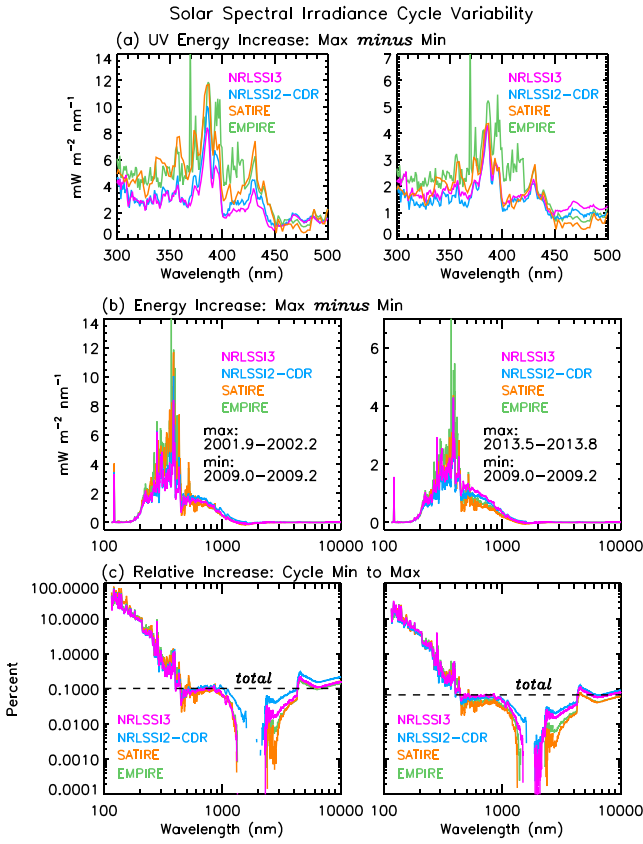 Solar Spectral Irradiance Cycle Variability
(a) UV Energy Increase: Max minus Min
mW m-2 nm-1
14
12
10
8
6
4
2
0
NRLSSI3
NRLSSI2-CDR
SATIRE
EMPIRE
300 350 400 450 500
Wavelength (nm)
7
6
5
4
3
2
1
0
NRLSSI3
NRLSSI2-CDR
SATIRE
EMPIRE
300 350 400 450 500
Wavelength (nm)
(b) Energy Increase: Max minus Min
mW m-2 nm-1
14
12
10
8
6
4
2
0
NRLSSI3
NRLSSI2-CDR
SATIRE
EMPIRE
max:
2001.9-2002.2
min:
2009.0-2009.2
100 1000 10000
6
4
2
0
NRLSSI3
NRLSSI2-CDR
SATIRE
EMPIRE
max:
2013.5-2013.8
min:
2009.0-2009.2
100 1000 10000
(c) Relative Increase: Cycle Min to Max
Percent
100.0000
10.0000
1.0000
0.1000
0.0100
0.0010
0.0001
total
NRLSSI3
NRLSSI2-CDR
SATIRE
EMPIRE
100 1000 10000
Wavelength (nm)
total
NRLSSI3
NRLSSI2-CDR
SATIRE
EMPIRE
100 1000 10000
Wavelength (nm)